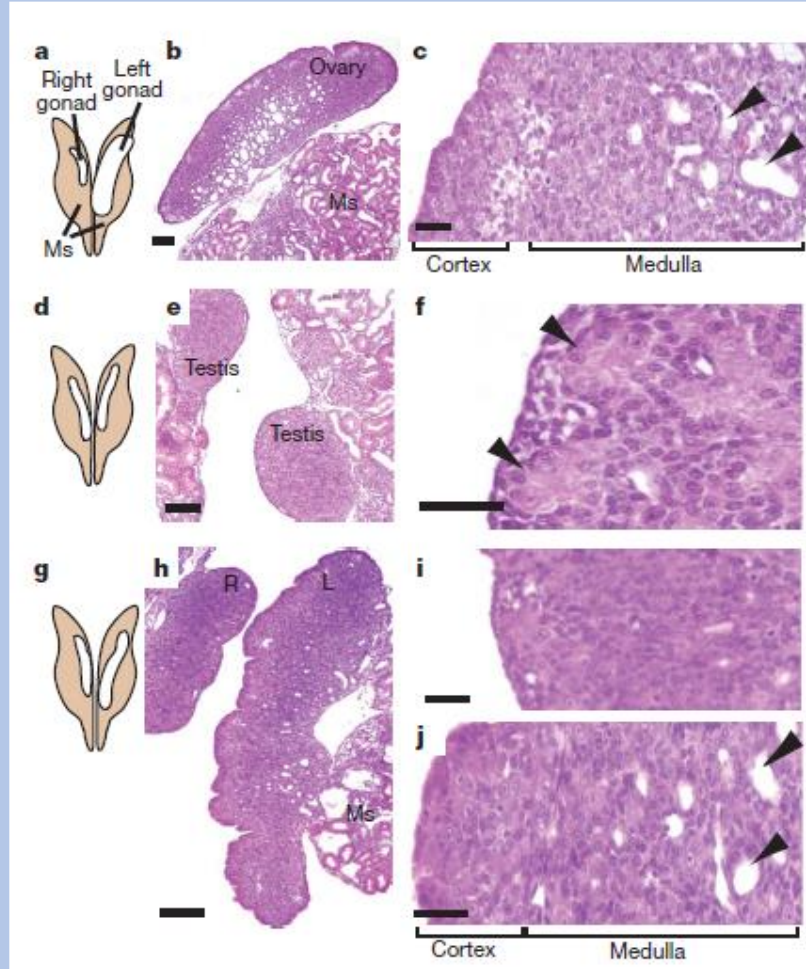 a
Right
gonad
Left
gonad
Ms
b
Ovary
Ms
c
Cortex
Medulla
d
e
Testis
Testis
f
g
h
R
L
Ms
i
j
Cortex
Medulla